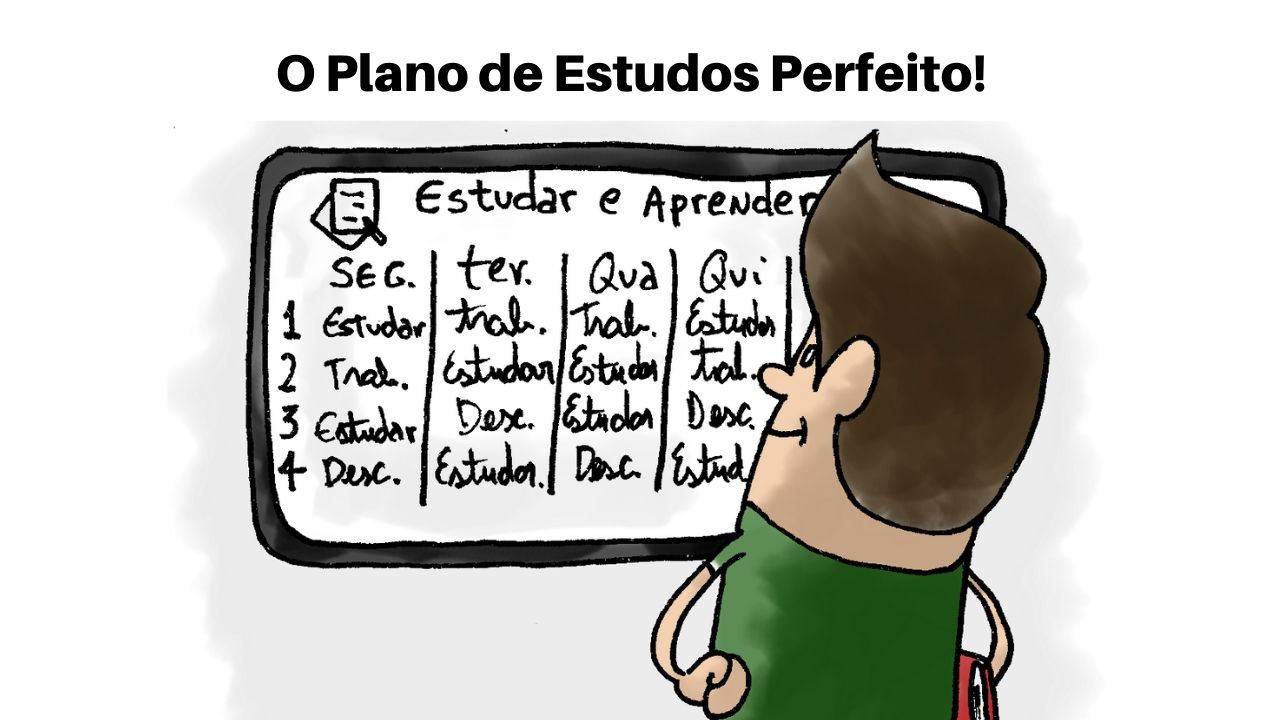 O Plano de Estudos Perfeito!
Estudar e Aprender
SEG. ter. Qua Qui
1 Estudar trab. Trab. Estudar
2 Trab. Estudar Estudar trab.
3 Estudar Desc. Estudar Desc.
4 Desc. Estudar. Desc. Estud